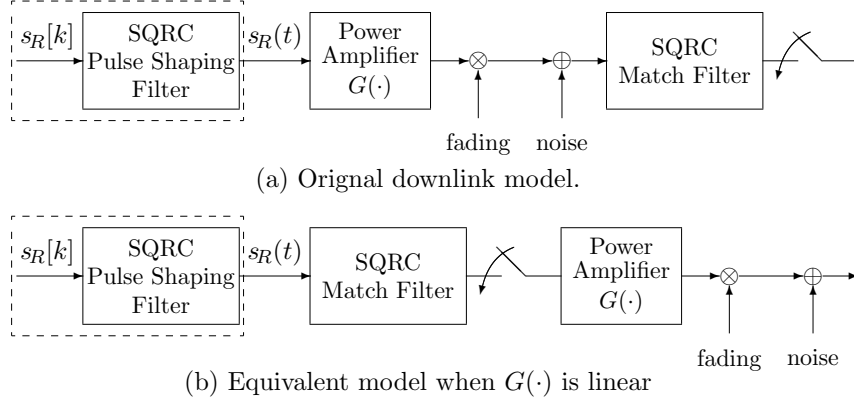 s_R[k]
SQRC
Pulse Shaping
Filter
s_R(t)
Power
Amplifier
G(·)
SQRC
Match Filter
fading
noise
(a) Orignal downlink model.
s_R[k]
SQRC
Pulse Shaping
Filter
s_R(t)
SQRC
Match Filter
Power
Amplifier
G(·)
fading
noise
(b) Equivalent model when G(·) is linear